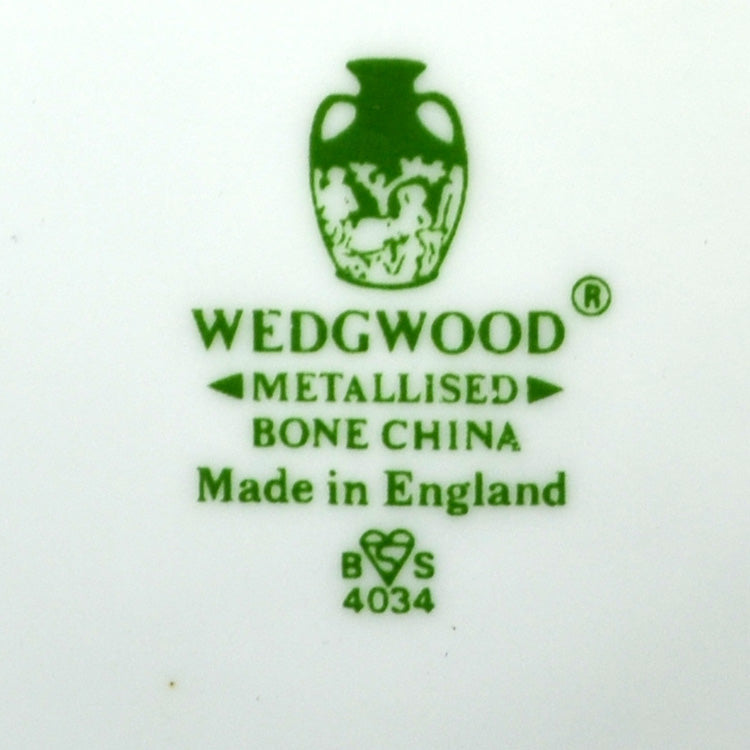 WEDGWOOD®
METALLISED
BONE CHINA
Made in England
B S
4034